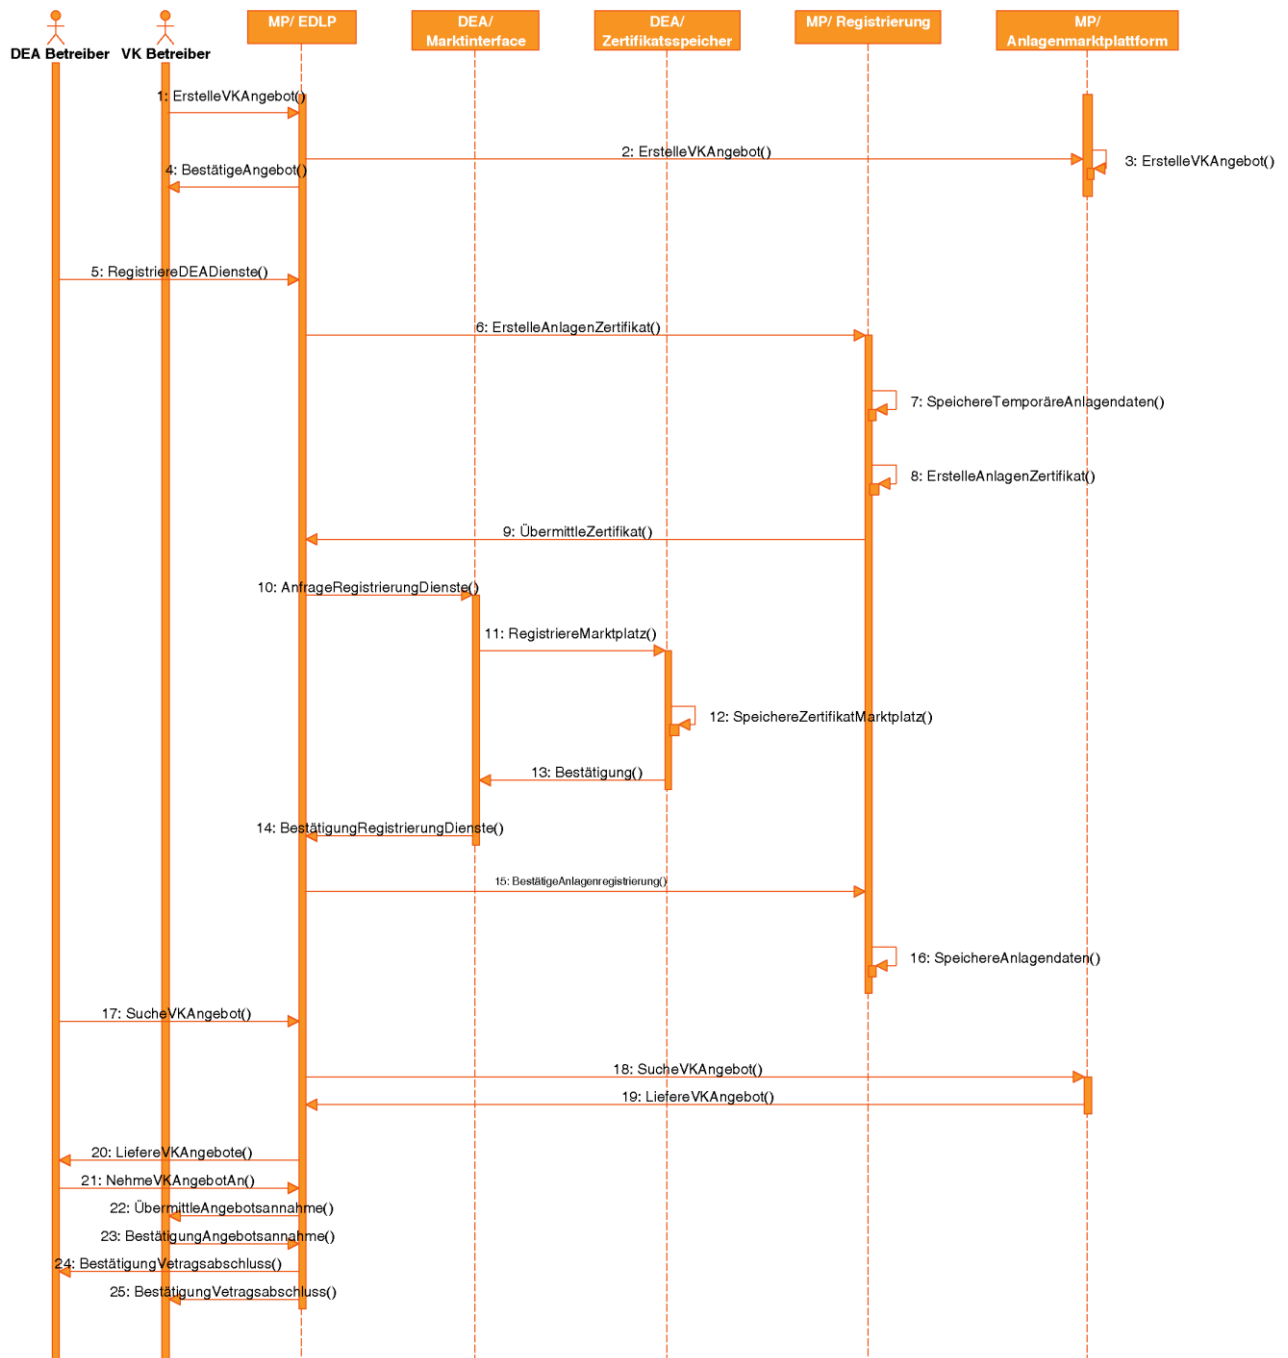 MP/ EDLP
DEA/
Marktinterface
DEA/
Zertifikatsspeicher
MP/ Registrierung
MP/
Anlagenmarktplattform
DEA Betreiber
VK Betreiber
1: ErstelleVKAngebot()
2: ErstelleVKAngebot()
3: ErstelleVKAngebot()
4: BestätigeAngebot()
5: RegistriereDEADienste()
6: ErstelleAnlagenZertifikat()
7: SpeichereTemporäreAnlagendaten()
8: ErstelleAnlagenZertifikat()
9: ÜbermittleZertifikat()
10: AnfrageRegistrierungDienste()
11: RegistriereMarktplatz()
12: SpeichereZertifikatMarktplatz()
13: Bestätigung()
14: BestätigungRegistrierungDienste()
15: BestätigeAnlagenregistrierung()
16: SpeichereAnlagendaten()
17: SucheVKAngebot()
18: SucheVKAngebot()
19: LiefereVKAngebot()
20: LiefereVKAngebote()
21: NehmeVKAngebotAn()
22: ÜbermittleAngebotsannahme()
23: BestätigungAngebotsannahme()
24: BestätigungVetragsabschluss()
25: BestätigungVetragsabschluss()